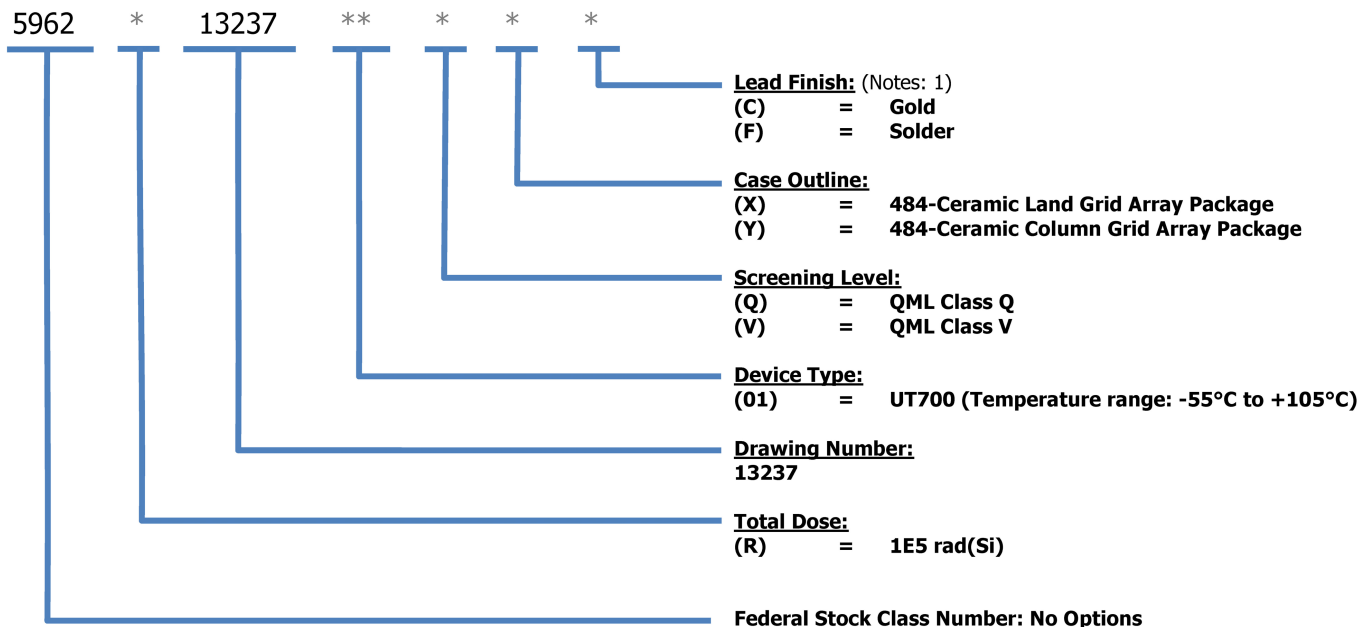 5962 * 13237 ** * * *
Lead Finish: (Notes: 1)
(C) = Gold
(F) = Solder
Case Outline:
(X) = 484-Ceramic Land Grid Array Package
(Y) = 484-Ceramic Column Grid Array Package
Screening Level:
(Q) = QML Class Q
(V) = QML Class V
Device Type:
(01) = UT700 (Temperature range: -55°C to +105°C)
Drawing Number:
13237
Total Dose:
(R) = 1E5 rad(Si)
Federal Stock Class Number: No Options